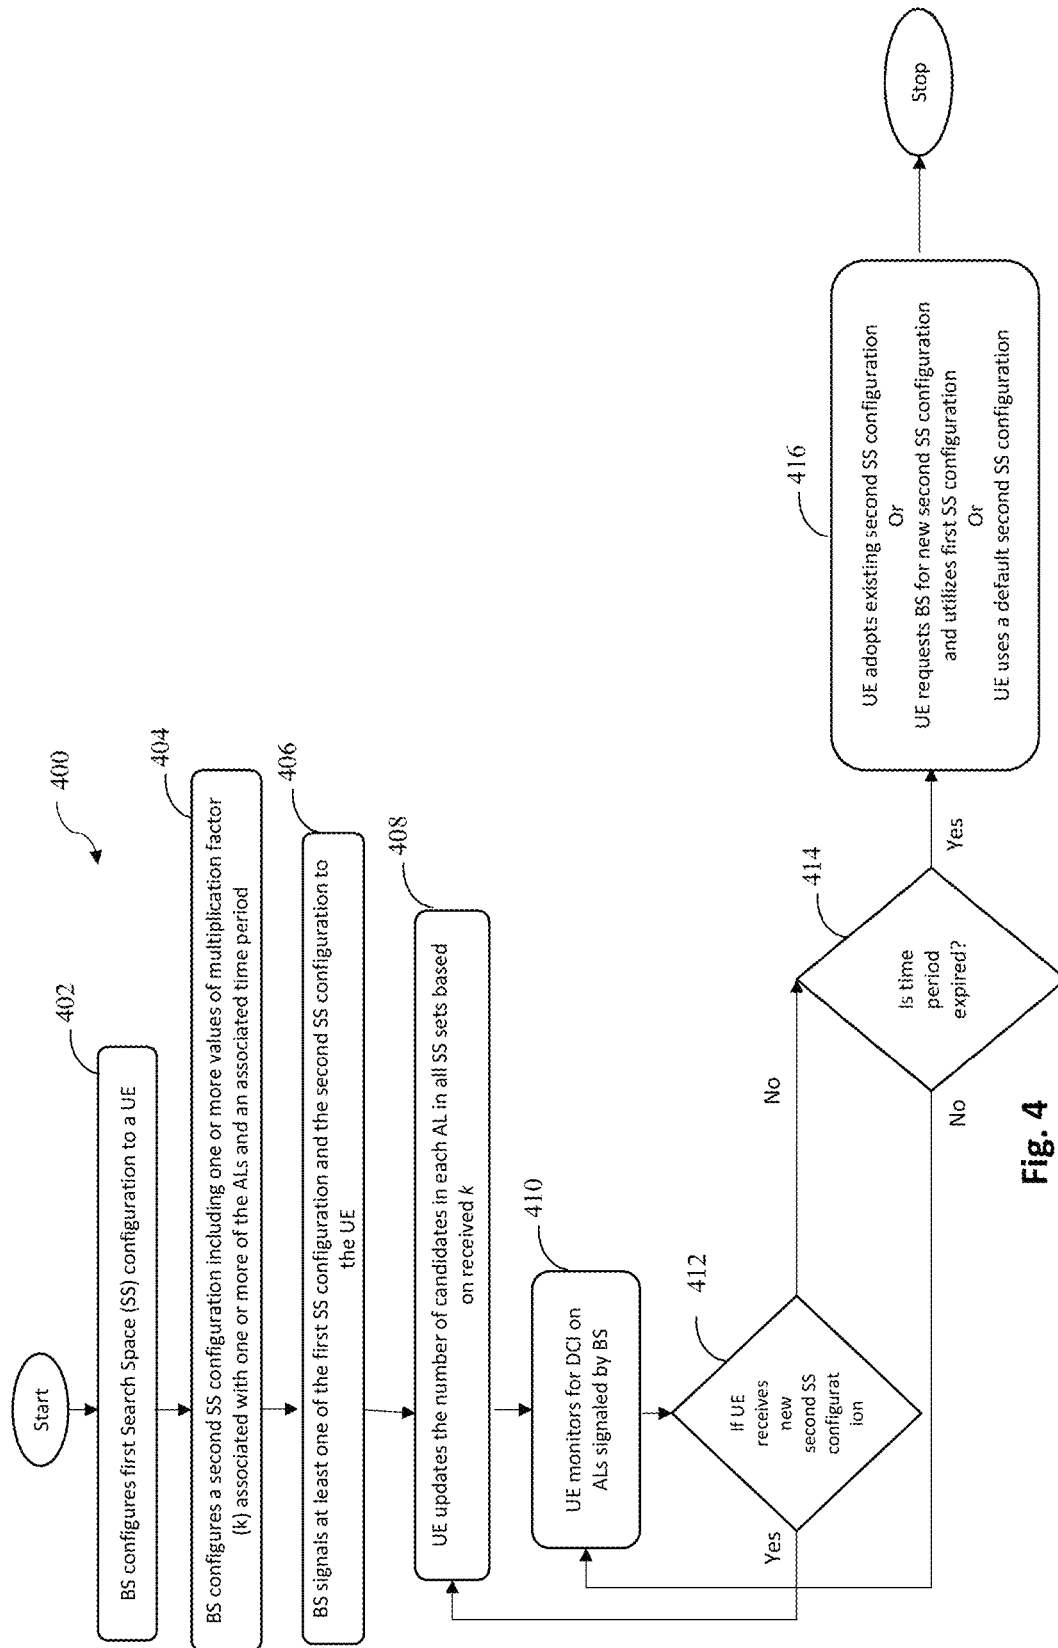 400
Start
402
BS configures first Search Space (SS) configuration to a UE
404
BS configures a second SS configuration including one or more values of multiplication factor
(k) associated with one or more of the ALs and an associated time period
406
BS signals at least one of the first SS configuration and the second SS configuration to
the UE
408
UE updates the number of candidates in each AL in all SS sets based
on received k
410
UE monitors for DCI on
ALs signaled by BS
412
If UE
receives
new
second SS
configurat
ion
Yes
No
414
Is time
period
expired?
No
Yes
416
UE adopts existing second SS configuration
Or
UE requests BS for new second SS configuration
and utilizes first SS configuration
Or
UE uses a default second SS configuration
Stop
Fig. 4